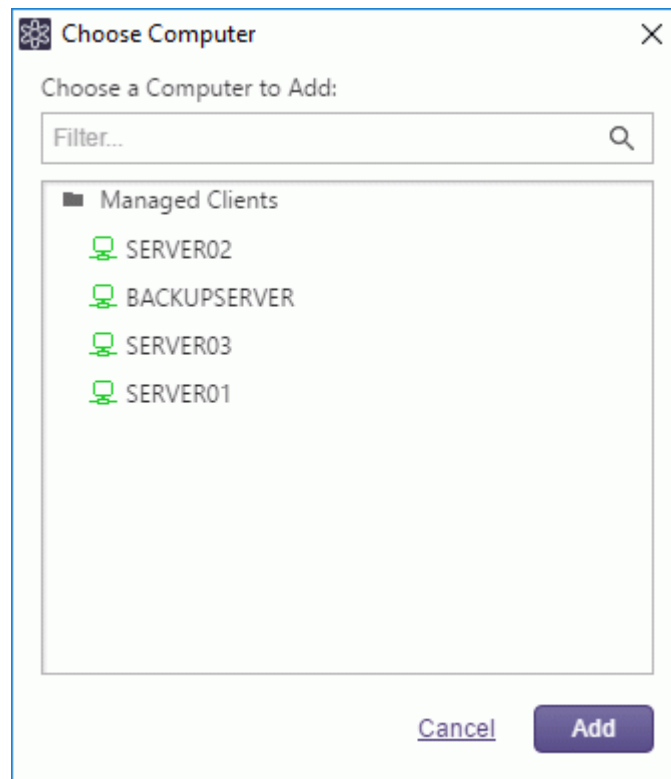 Choose Computer
Choose a Computer to Add:
Filter...
Managed Clients
SERVER02
BACKUPSERVER
SERVER03
SERVER01
Cancel
Add